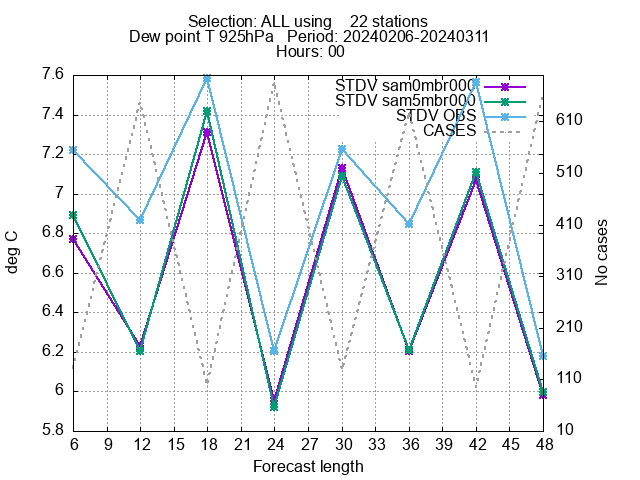 Selection: ALL using    22 stations
Dew point T 925hPa   Period: 20240206-20240311
Hours: 00
STDV sam0mbr000
STDV sam5mbr000
STDV OBS
CASES
7.6
7.4
7.2
7
6.8
6.6
6.4
6.2
6
5.8
deg C
610
510
410
310
210
110
10
No cases
6 9 12 15 18 21 24 27 30 33 36 39 42 45 48
Forecast length